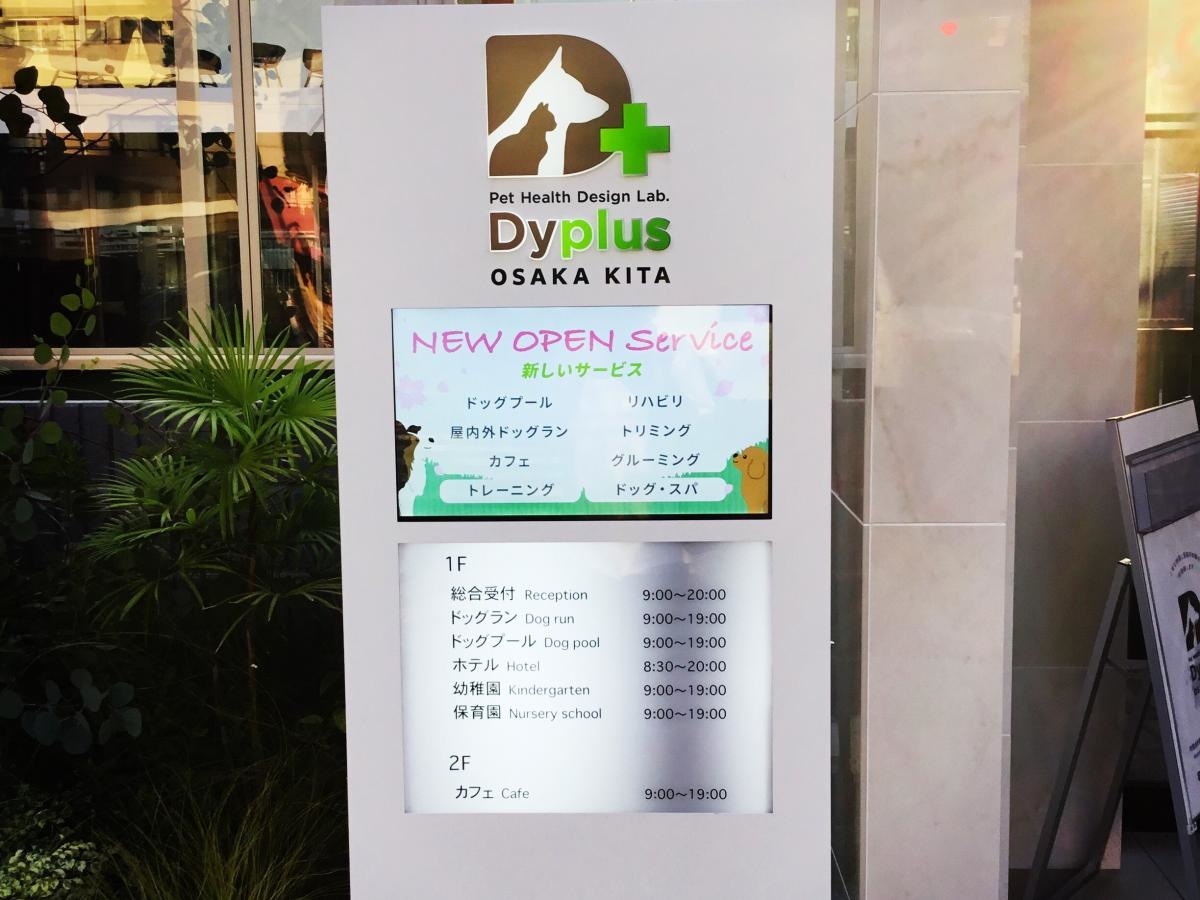 Pet Health Design Lab.
Dyplus
OSAKA KITA
NEW OPEN Service
新しいサービス
ドッグプール リハビリ
屋内外ドッグラン トリミング
カフェ グルーミング
トレーニング ドッグ・スパ
1F
総合受付 Reception 9:00〜20:00
ドッグラン Dog run 9:00〜19:00
ドッグプール Dog pool 9:00〜19:00
ホテル Hotel 8:30〜20:00
幼稚園 Kindergarten 9:00〜19:00
保育園 Nursery school 9:00〜19:00
2F
カフェ Cafe 9:00〜19:00